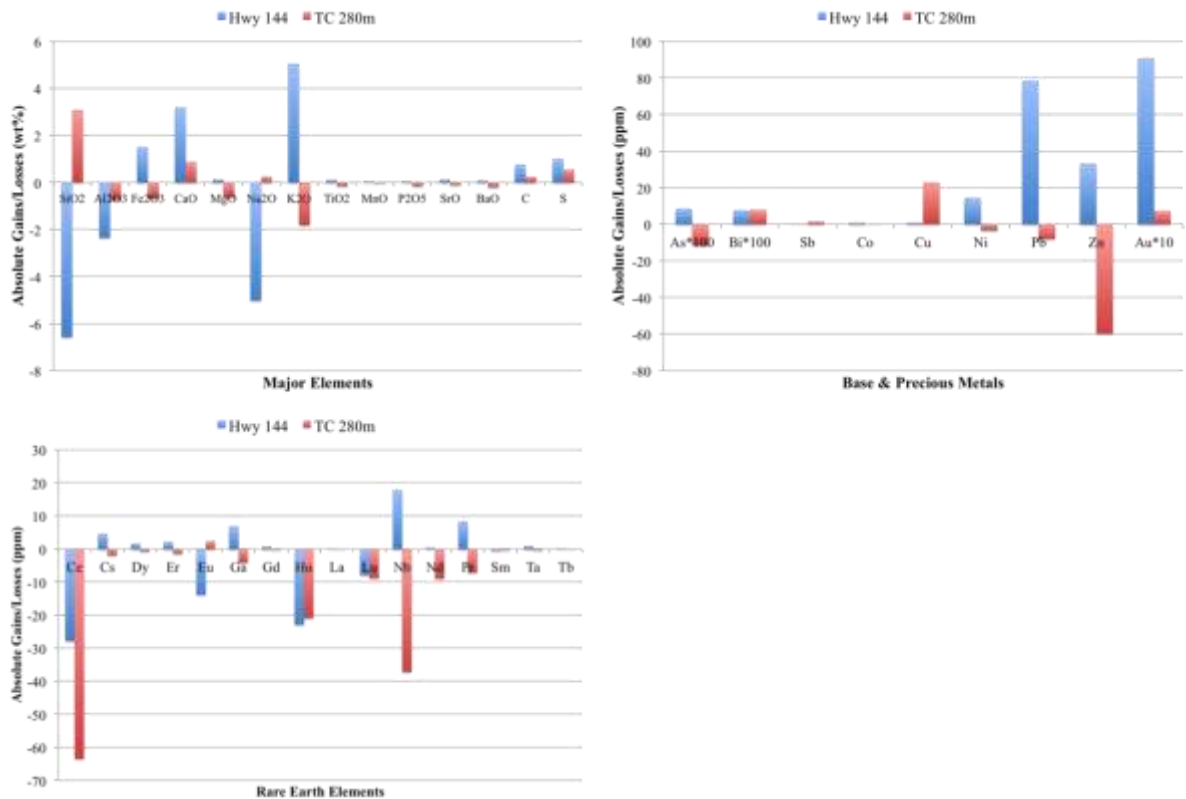 Hwy 144 TC 280m
6
4
2
0
-2
-4
-6
-8
Absolute Gains/Losses (wt%)
SiO2 Al2O3 Fe2O3 CaO MgO Na2O K2O TiO2 MnO P2O5 SrO BaO C S
Major Elements
Hwy 144 TC 280m
100
80
60
40
20
0
-20
-40
-60
-80
Absolute Gains/Losses (ppm)
As*100 Bi*100 Sb Co Cu Ni Pb Zn Au*10
Base & Precious Metals
Hwy 144 TC 280m
30
20
10
0
-10
-20
-30
-40
-50
-60
-70
Absolute Gains/Losses (ppm)
Ce Cs Dy Er Eu Ga Gd La Nb Nd Sm Ta Tb
Rare Earth Elements